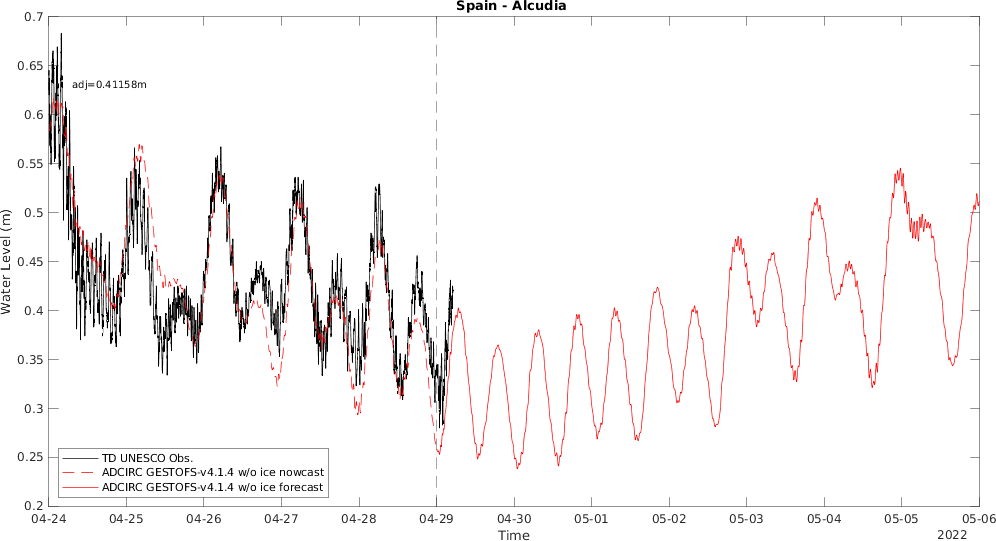 Spain - Alcudia
0.7
0.65
0.6
0.55
0.5
0.45
0.4
0.35
0.3
0.25
0.2
Water Level (m)
adj=0.41158m
TD UNESCO Obs.
ADCIRC GESTOFS-v4.1.4 w/o ice nowcast
ADCIRC GESTOFS-v4.1.4 w/o ice forecast
04-24 04-25 04-26 04-27 04-28 04-29 04-30 05-01 05-02 05-03 05-04 05-05 05-06
Time
2022